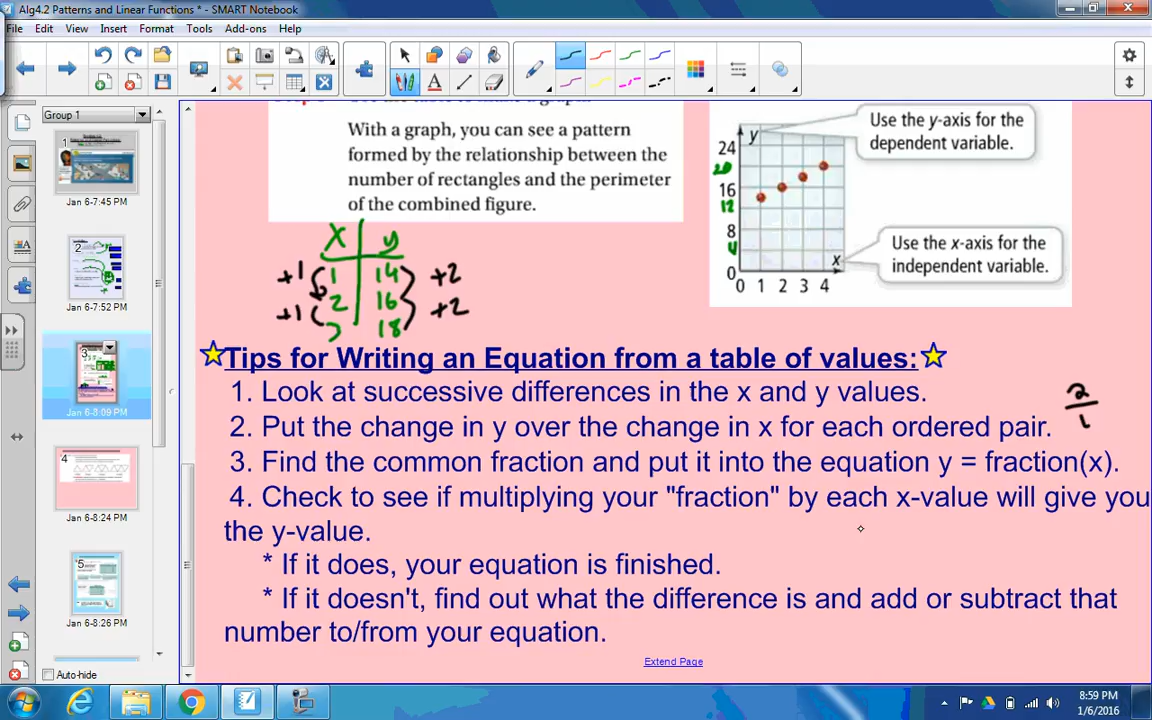 Alg4.2 Patterns and Linear Functions * - SMART Notebook
File Edit View Insert Format Tools Add-ons Help
Group 1
1
Jan 6-7:45 PM
2
Jan 6-7:52 PM
3
Jan 6-8:09 PM
4
Jan 6-8:24 PM
5
Jan 6-8:26 PM
Auto-hide
With a graph, you can see a pattern
formed by the relationship between the
number of rectangles and the perimeter
of the combined figure.
24 y
20
16
12
8
4
0 x
0 1 2 3 4
Use the y-axis for the
dependent variable.
Use the x-axis for the
independent variable.
x y
+1 1 14 +2
2 16
+1 3 18 +2
Tips for Writing an Equation from a table of values:
1. Look at successive differences in the x and y values.
2. Put the change in y over the change in x for each ordered pair.
2
1
3. Find the common fraction and put it into the equation y = fraction(x).
4. Check to see if multiplying your "fraction" by each x-value will give you
the y-value.
* If it does, your equation is finished.
* If it doesn't, find out what the difference is and add or subtract that
number to/from your equation.
Extend Page
8:59 PM
1/6/2016